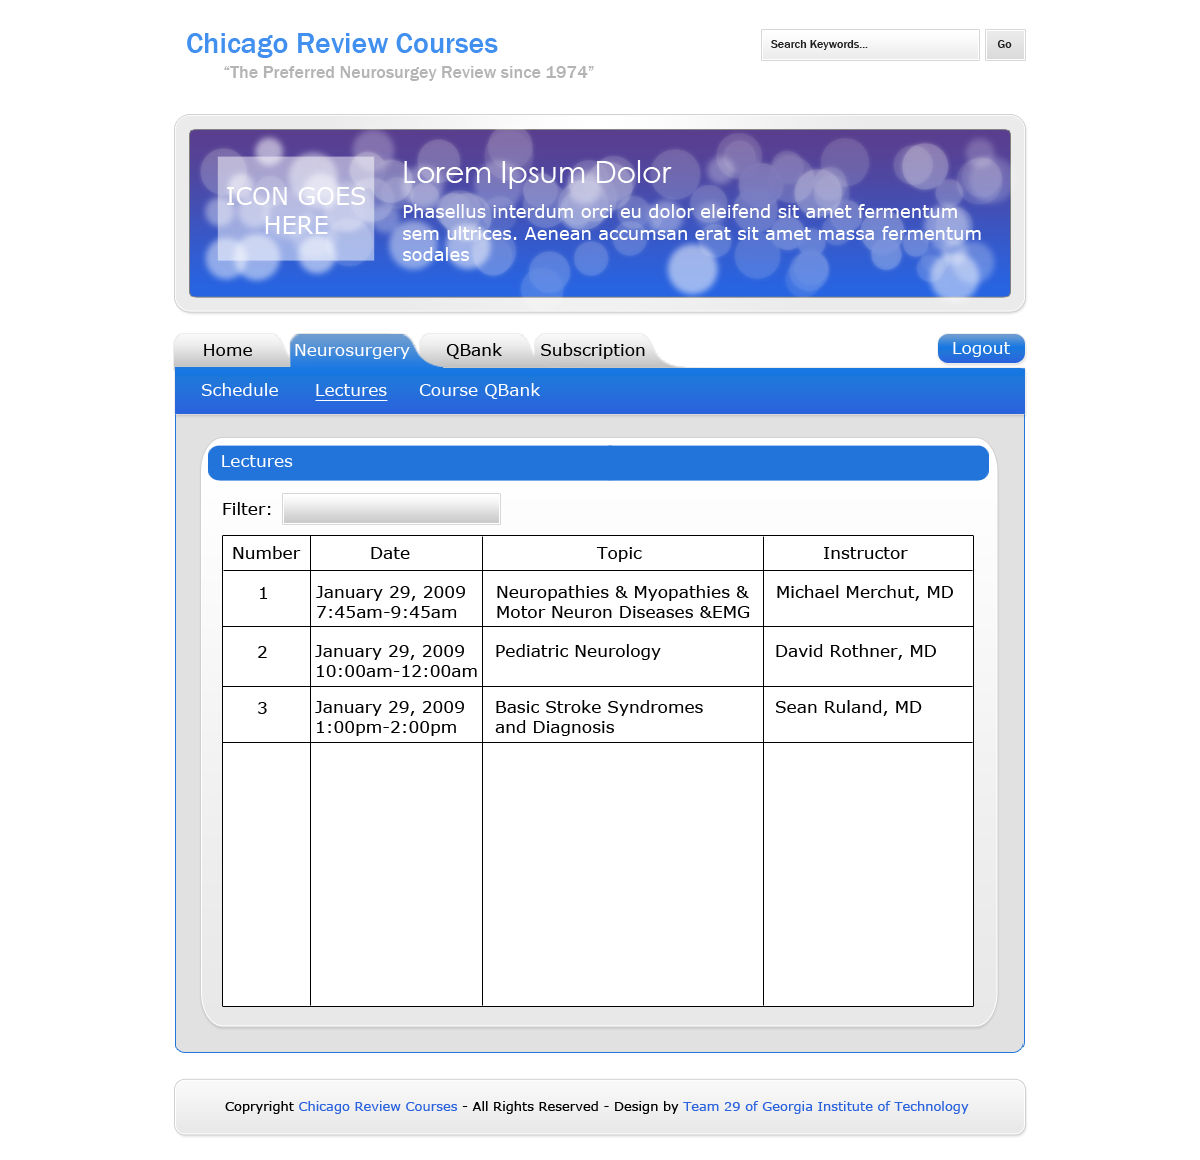 Chicago Review Courses
“The Preferred Neurosurgey Review since 1974”
Search Keywords...
Go
ICON GOES
HERE
Lorem Ipsum Dolor
Phasellus interdum orci eu dolor eleifend sit amet fermentum
sem ultrices. Aenean accumsan erat sit amet massa fermentum
sodales
Home
Neurosurgery
QBank
Subscription
Logout
Schedule
Lectures
Course QBank
Lectures
Filter:
Number Date Topic Instructor
1
January 29, 2009
7:45am-9:45am
Neuropathies & Myopathies &
Motor Neuron Diseases &EMG
Michael Merchut, MD
2
January 29, 2009
10:00am-12:00am
Pediatric Neurology
David Rothner, MD
3
January 29, 2009
1:00pm-2:00pm
Basic Stroke Syndromes
and Diagnosis
Sean Ruland, MD
Copryright Chicago Review Courses - All Rights Reserved - Design by Team 29 of Georgia Institute of Technology